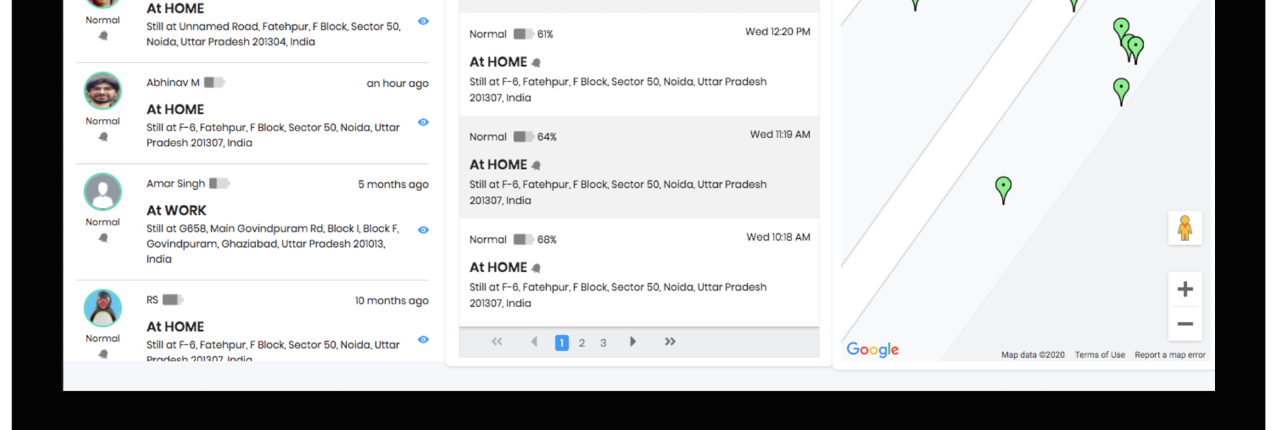 At HOME
Normal
Still at Unnamed Road, Fatehpur, F Block, Sector 50,
Noida, Uttar Pradesh 201304, India
Abhinav M
an hour ago
At HOME
Normal
Still at F-6, Fatehpur, F Block, Sector 50, Noida, Uttar
Pradesh 201307, India
Amar Singh
5 months ago
At WORK
Normal
Still at G658, Main Govindpuram Rd, Block I, Block F,
Govindpuram, Ghaziabad, Uttar Pradesh 201013,
India
RS
10 months ago
At HOME
Normal
Still at F-6, Fatehpur, F Block, Sector 50, Noida, Uttar
Pradesh 201307, India
Normal 61%
Wed 12:20 PM
At HOME
Still at F-6, Fatehpur, F Block, Sector 50, Noida, Uttar Pradesh
201307, India
Normal 64%
Wed 11:19 AM
At HOME
Still at F-6, Fatehpur, F Block, Sector 50, Noida, Uttar Pradesh
201307, India
Normal 68%
Wed 10:18 AM
At HOME
Still at F-6, Fatehpur, F Block, Sector 50, Noida, Uttar Pradesh
201307, India
1 2 3
Google
Map data ©2020 Terms of Use Report a map error